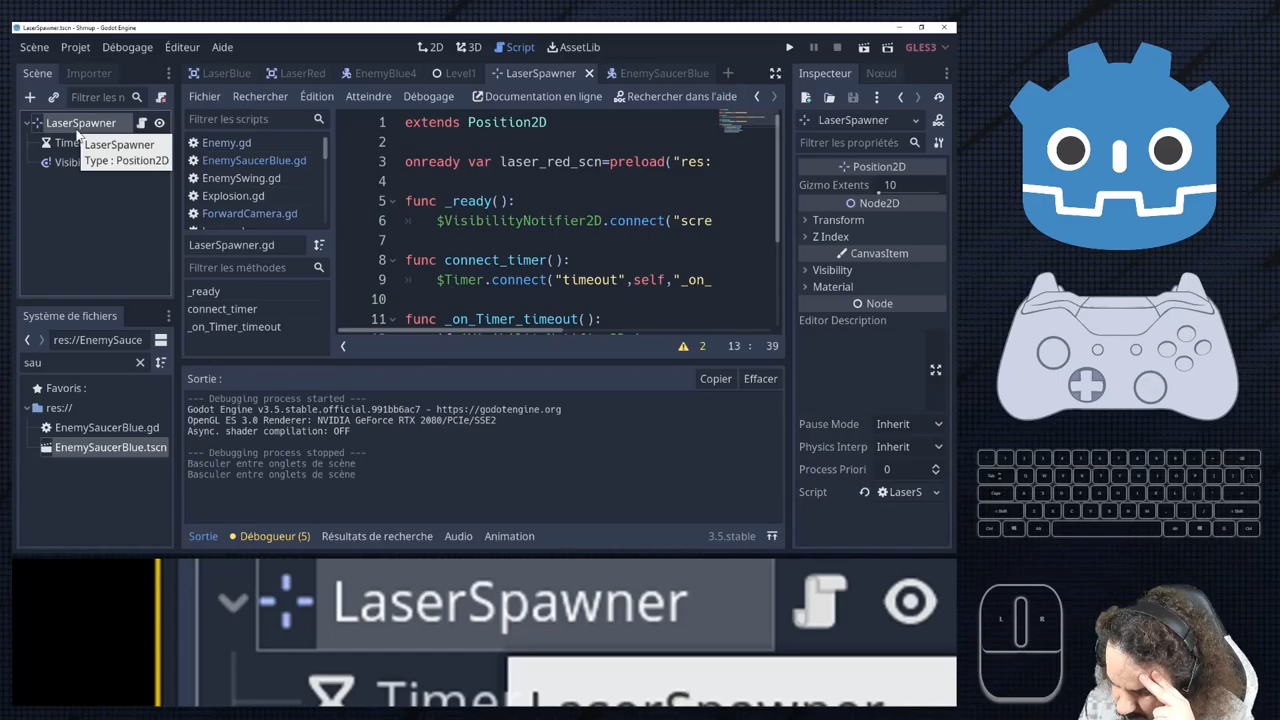 LaserSpawner.tscn - Shmup - Godot Engine
Scène Projet Débogage Éditeur Aide
2D 3D Script AssetLib
GLES3
Scène Importer
LaserBlue LaserRed EnemyBlue4 Level1 LaserSpawner EnemySaucerBlue
Inspecteur Nœud
Filtrer les n
Fichier Rechercher Édition Atteindre Débogage Documentation en ligne Rechercher dans l'aide
LaserSpawner
Time
Visibi
LaserSpawner
Type : Position2D
Filtrer les scripts
Enemy.gd
EnemySaucerBlue.gd
EnemySwing.gd
Explosion.gd
ForwardCamera.gd
LaserSpawner.gd
Filtrer les méthodes
_ready
connect_timer
_on_Timer_timeout
1 extends Position2D
2
3 onready var laser_red_scn=preload("res:
4
5 func _ready():
6 $VisibilityNotifier2D.connect("scre
7
8 func connect_timer():
9 $Timer.connect("timeout",self,"_on_
10
11 func _on_Timer_timeout():
2 13 : 39
LaserSpawner
Filtrer les propriétés
Position2D
Gizmo Extents 10
Node2D
Transform
Z Index
CanvasItem
Visibility
Material
Node
Editor Description
Pause Mode Inherit
Physics Interp Inherit
Process Priori 0
Script LaserS
Système de fichiers
res://EnemySauce
sau
Favoris :
res://
EnemySaucerBlue.gd
EnemySaucerBlue.tscn
Sortie :
Copier Effacer
--- Debugging process started ---
Godot Engine v3.5.stable.official.991bb6ac7 - https://godotengine.org
OpenGL ES 3.0 Renderer: NVIDIA GeForce RTX 2080/PCIe/SSE2
Async. shader compilation: OFF
--- Debugging process stopped ---
Basculer entre onglets de scène
Basculer entre onglets de scène
Sortie Débogueur (5) Résultats de recherche Audio Animation 3.5.stable
LaserSpawner
Timer
L R